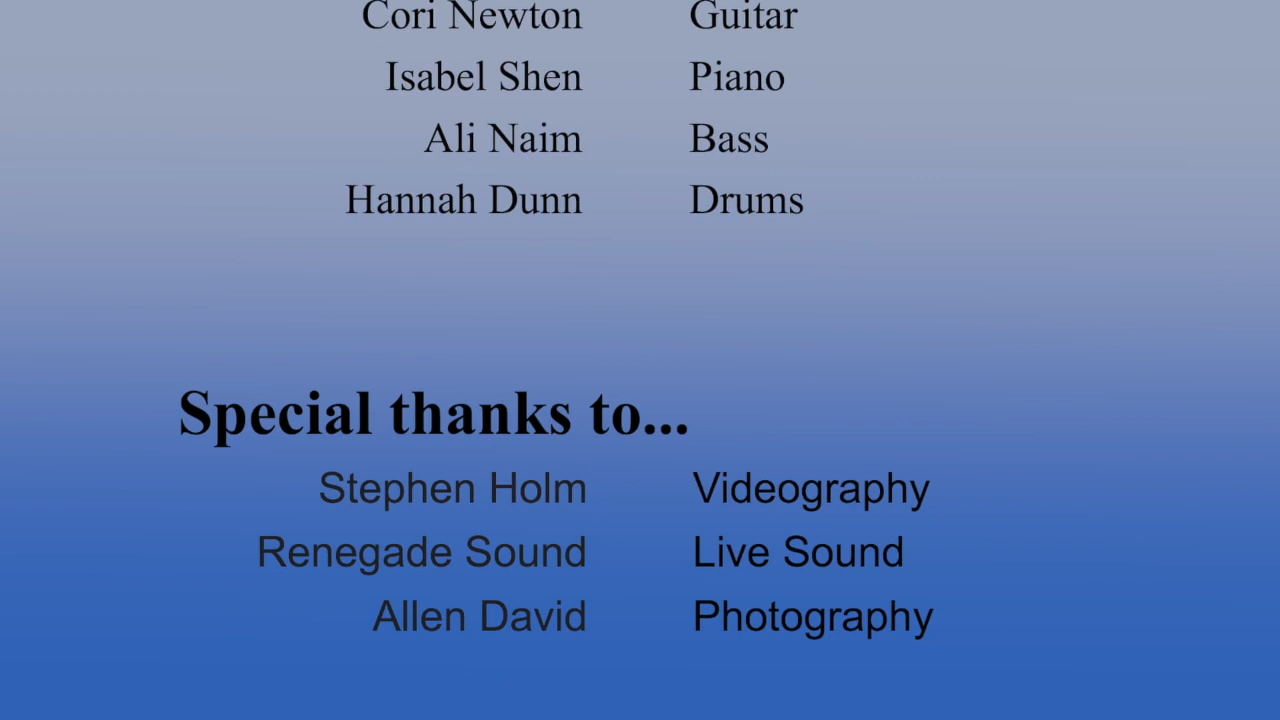 Cori Newton Guitar
Isabel Shen Piano
Ali Naim Bass
Hannah Dunn Drums
Special thanks to...
Stephen Holm Videography
Renegade Sound Live Sound
Allen David Photography